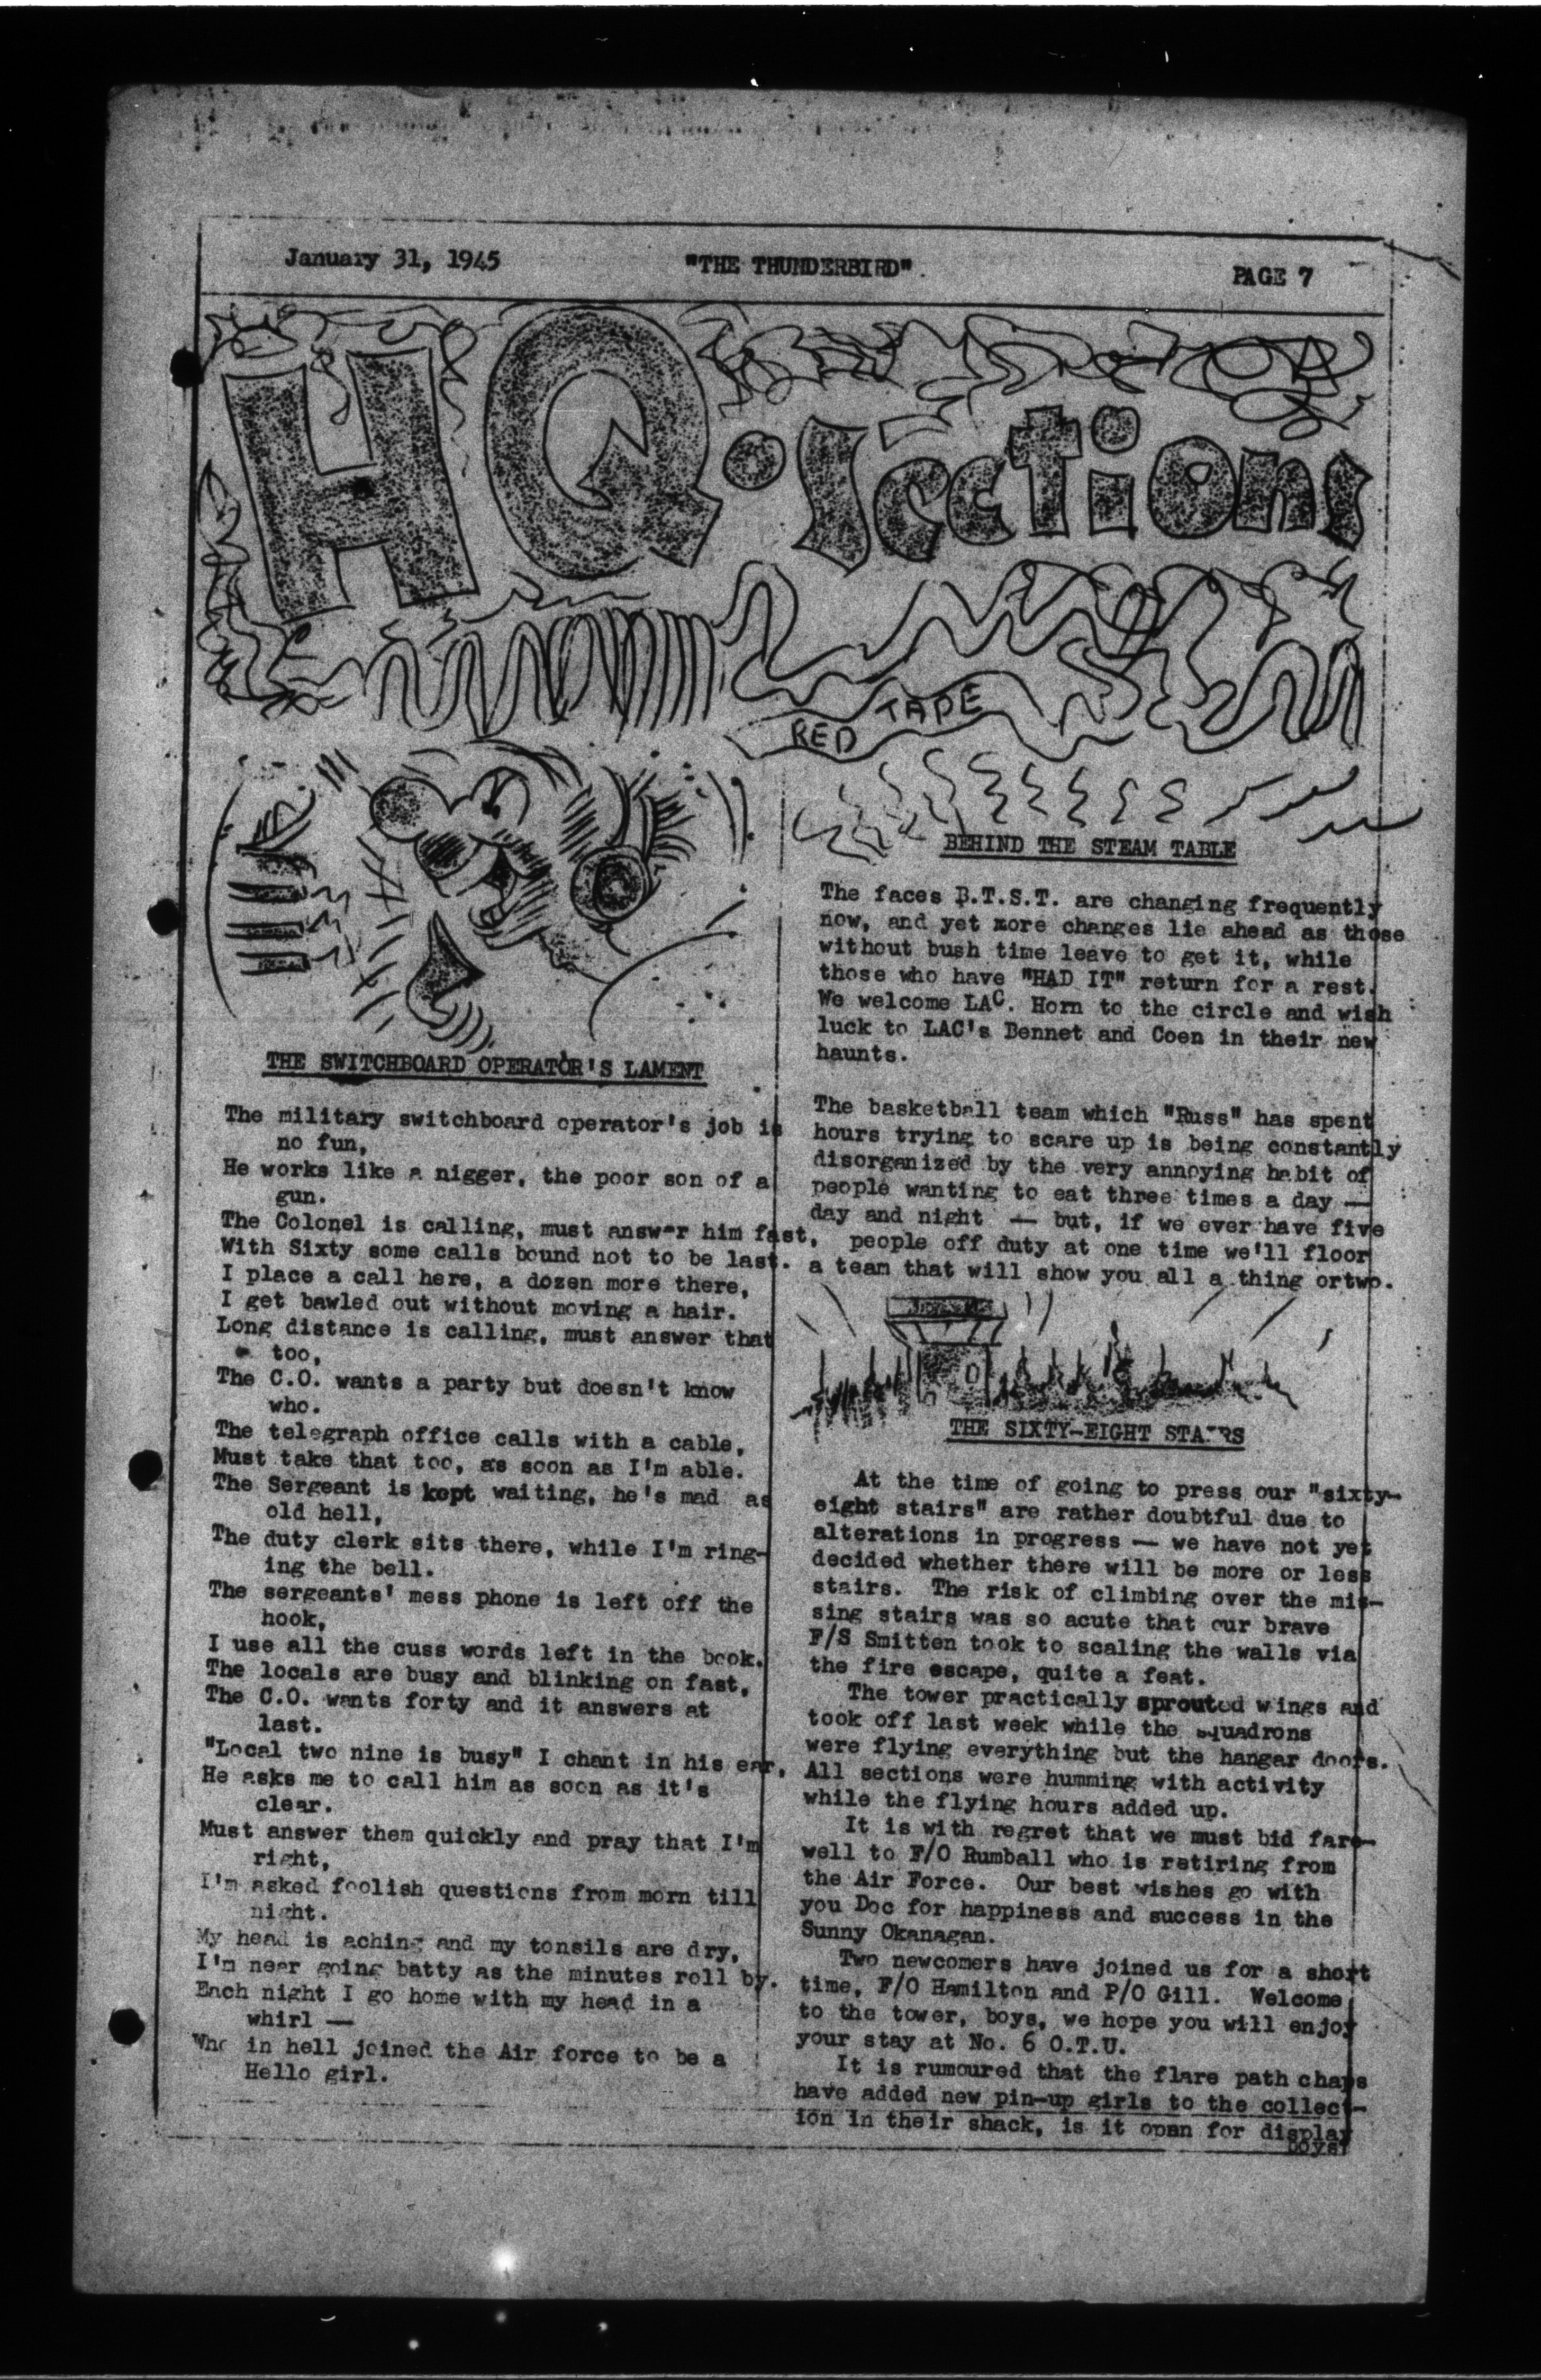 January 31, 1945
"THE THUNDERBIRD".
PAGE 7
HQ. Sections
RED TAPE
THE SWITCHBOARD OPERATOR'S LAMENT
The military switchboard operator's job is
no fun,
He works like a nigger, the poor son of a
gun.
The Colonel is calling, must answer him fast,
With Sixty some calls bound not to be last.
I place a call here, a dozen more there,
I get bawled out without moving a hair.
Long distance is calling, must answer that
too,
The C.O. wants a party but doesn't know
who.
The telegraph office calls with a cable,
Must take that too, as soon as I'm able.
The Sergeant is kept waiting, he's mad as
old hell,
The duty clerk sits there, while I'm ring-
ing the bell.
The sergeants' mess phone is left off the
hook,
I use all the cuss words left in the book.
The locals are busy and blinking on fast,
The C.O. wants forty and it answers at
last.
"Local two nine is busy" I chant in his ear,
He asks me to call him as soon as it's
clear.
Must answer them quickly and pray that I'm
right,
I'm asked foolish questions from morn till
night.
My head is aching and my tonsils are dry,
I'm near going batty as the minutes roll by.
Each night I go home with my head in a
whirl —
Who in hell joined the Air force to be a
Hello girl.
BEHIND THE STEAM TABLE
The faces B.T.S.T. are changing frequently
now, and yet more changes lie ahead as those
without bush time leave to get it, while
those who have "HAD IT" return for a rest.
We welcome LAC. Horn to the circle and wish
luck to LAC's Bennet and Coen in their new
haunts.
The basketball team which "Russ" has spent
hours trying to scare up is being constantly
disorganized by the very annoying habit of
people wanting to eat three times a day —
day and night — but, if we ever have five
people off duty at one time we'll floor
a team that will show you all a thing ortwo.
THE SIXTY-EIGHT STAIRS
At the time of going to press our "sixty-
eight stairs" are rather doubtful due to
alterations in progress — we have not yet
decided whether there will be more or less
stairs. The risk of climbing over the mis-
sing stairs was so acute that our brave
F/S Smitten took to scaling the walls via
the fire escape, quite a feat.
The tower practically sprouted wings and
took off last week while the squadrons
were flying everything but the hangar doors.
All sections were humming with activity
while the flying hours added up.
It is with regret that we must bid fare-
well to F/O Rumball who is retiring from
the Air Force. Our best wishes go with
you Doc for happiness and success in the
Sunny Okanagan.
Two newcomers have joined us for a short
time, F/O Hamilton and P/O Gill. Welcome
to the tower, boys, we hope you will enjoy
your stay at No. 6 O.T.U.
It is rumoured that the flare path chaps
have added new pin-up girls to the collect-
ion in their shack, is it open for display
boys?